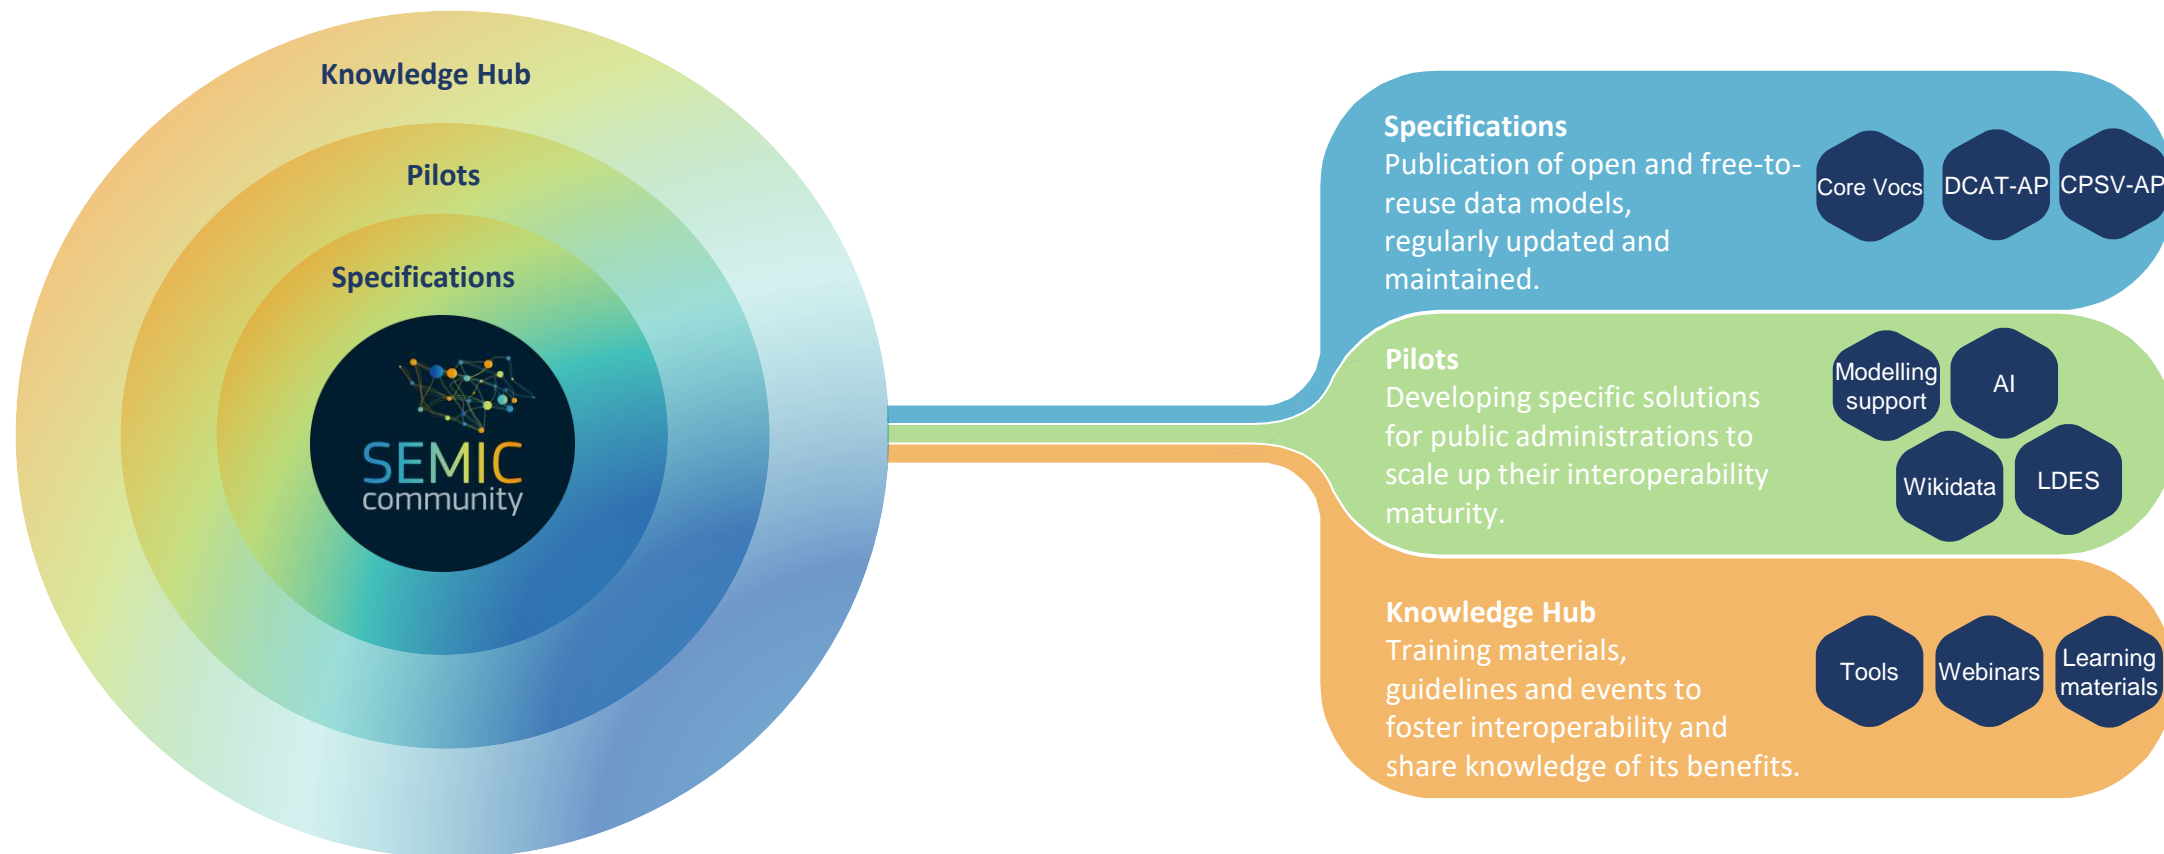 Knowledge Hub
Pilots
Specifications
SEMIC
community
Specifications
Publication of open and free-to-
reuse data models,
regularly updated and
maintained.
Core Vocs
DCAT-AP
CPSV-AP
Pilots
Developing specific solutions
for public administrations to
scale up their interoperability
maturity.
Modelling
support
AI
Wikidata
LDES
Knowledge Hub
Training materials,
guidelines and events to
foster interoperability and
share knowledge of its benefits.
Tools
Webinars
Learning
materials